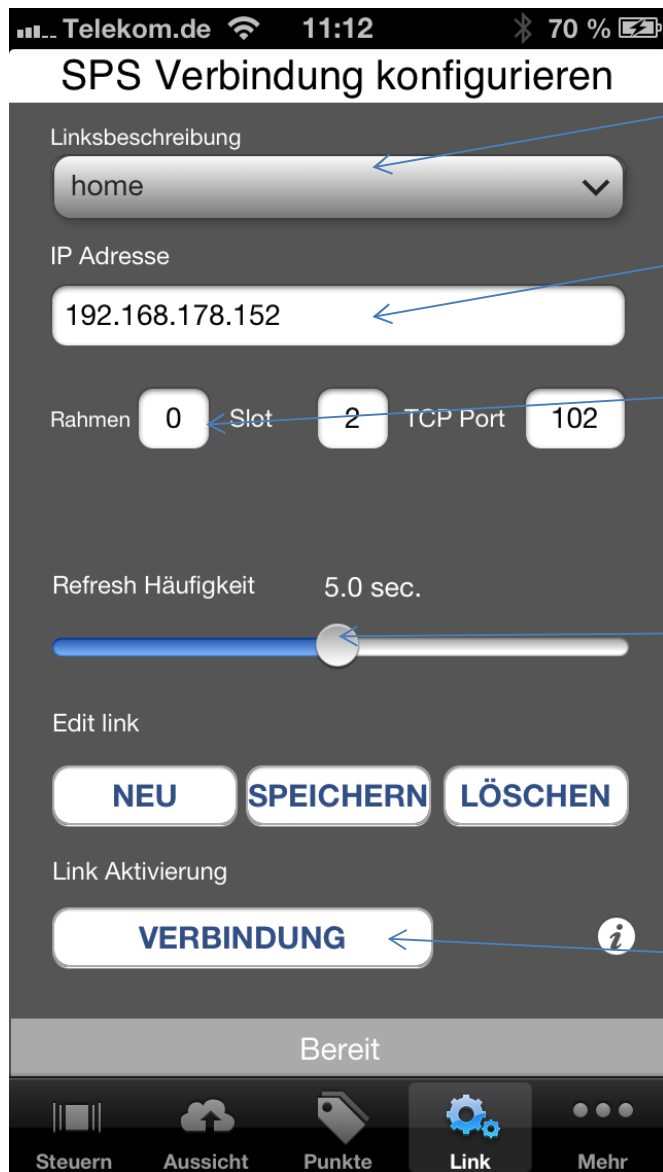 Telekom.de 11:12 70 %
SPS Verbindung konfigurieren
Linksbeschreibung
home
IP Adresse
192.168.178.152
Rahmen 0 Slot 2 TCP Port 102
Refresh Häufigkeit 5.0 sec.
Edit link
NEU SPEICHERN LÖSCHEN
Link Aktivierung
VERBINDUNG i
Bereit
Steuern Aussicht Punkte Link Mehr